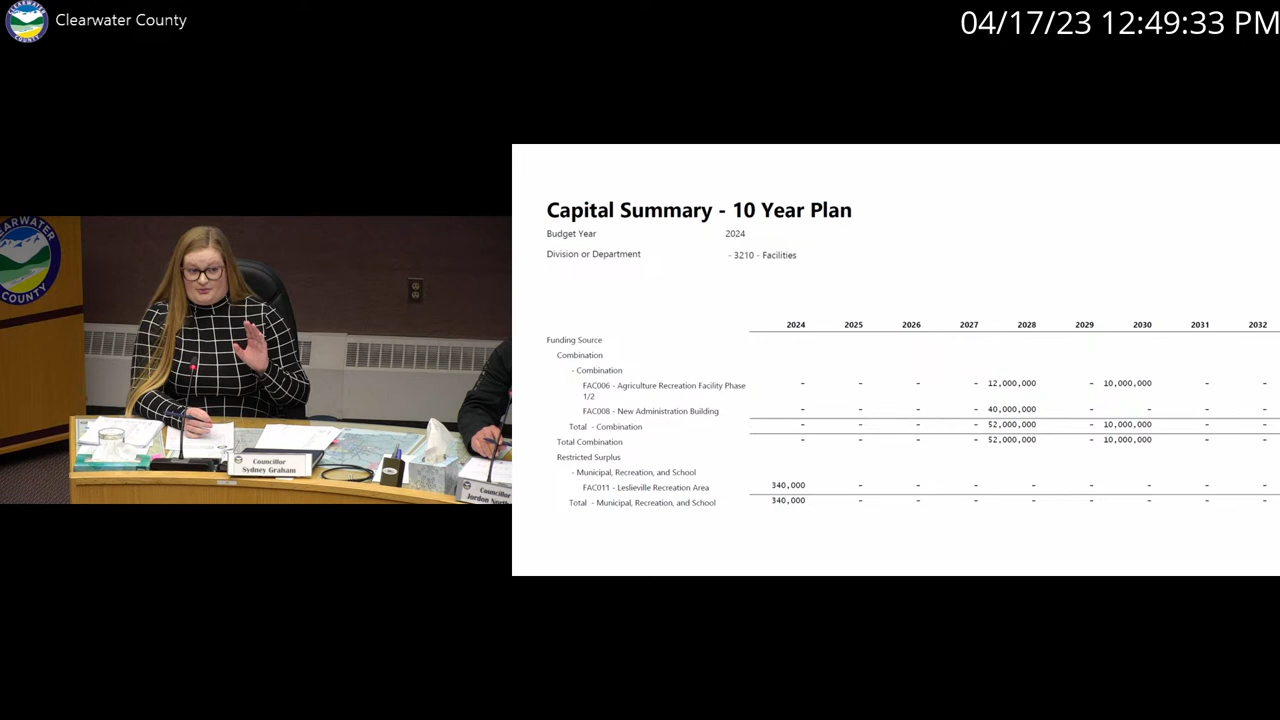 Clearwater County
04/17/23 12:49:33 PM
CLEARWATER
COUNTY
Capital Summary - 10 Year Plan
Budget Year 2024
Division or Department - 3210 - Facilities
2024 2025 2026 2027 2028 2029 2030 2031 2032
Funding Source
Combination
- Combination
FAC006 - Agriculture Recreation Facility Phase - - - - 12,000,000 - 10,000,000 - -
1/2
FAC008 - New Administration Building - - - - 40,000,000 - - - -
Total - Combination - - - - 52,000,000 - 10,000,000 - -
Total Combination - - - - 52,000,000 - 10,000,000 - -
Restricted Surplus
- Municipal, Recreation, and School
FAC011 - Leslieville Recreation Area 340,000 - - - - - - - -
Total - Municipal, Recreation, and School 340,000 - - - - - - - -
COUNTY
Councillor
Sydney Graham
Councillor
Jordon